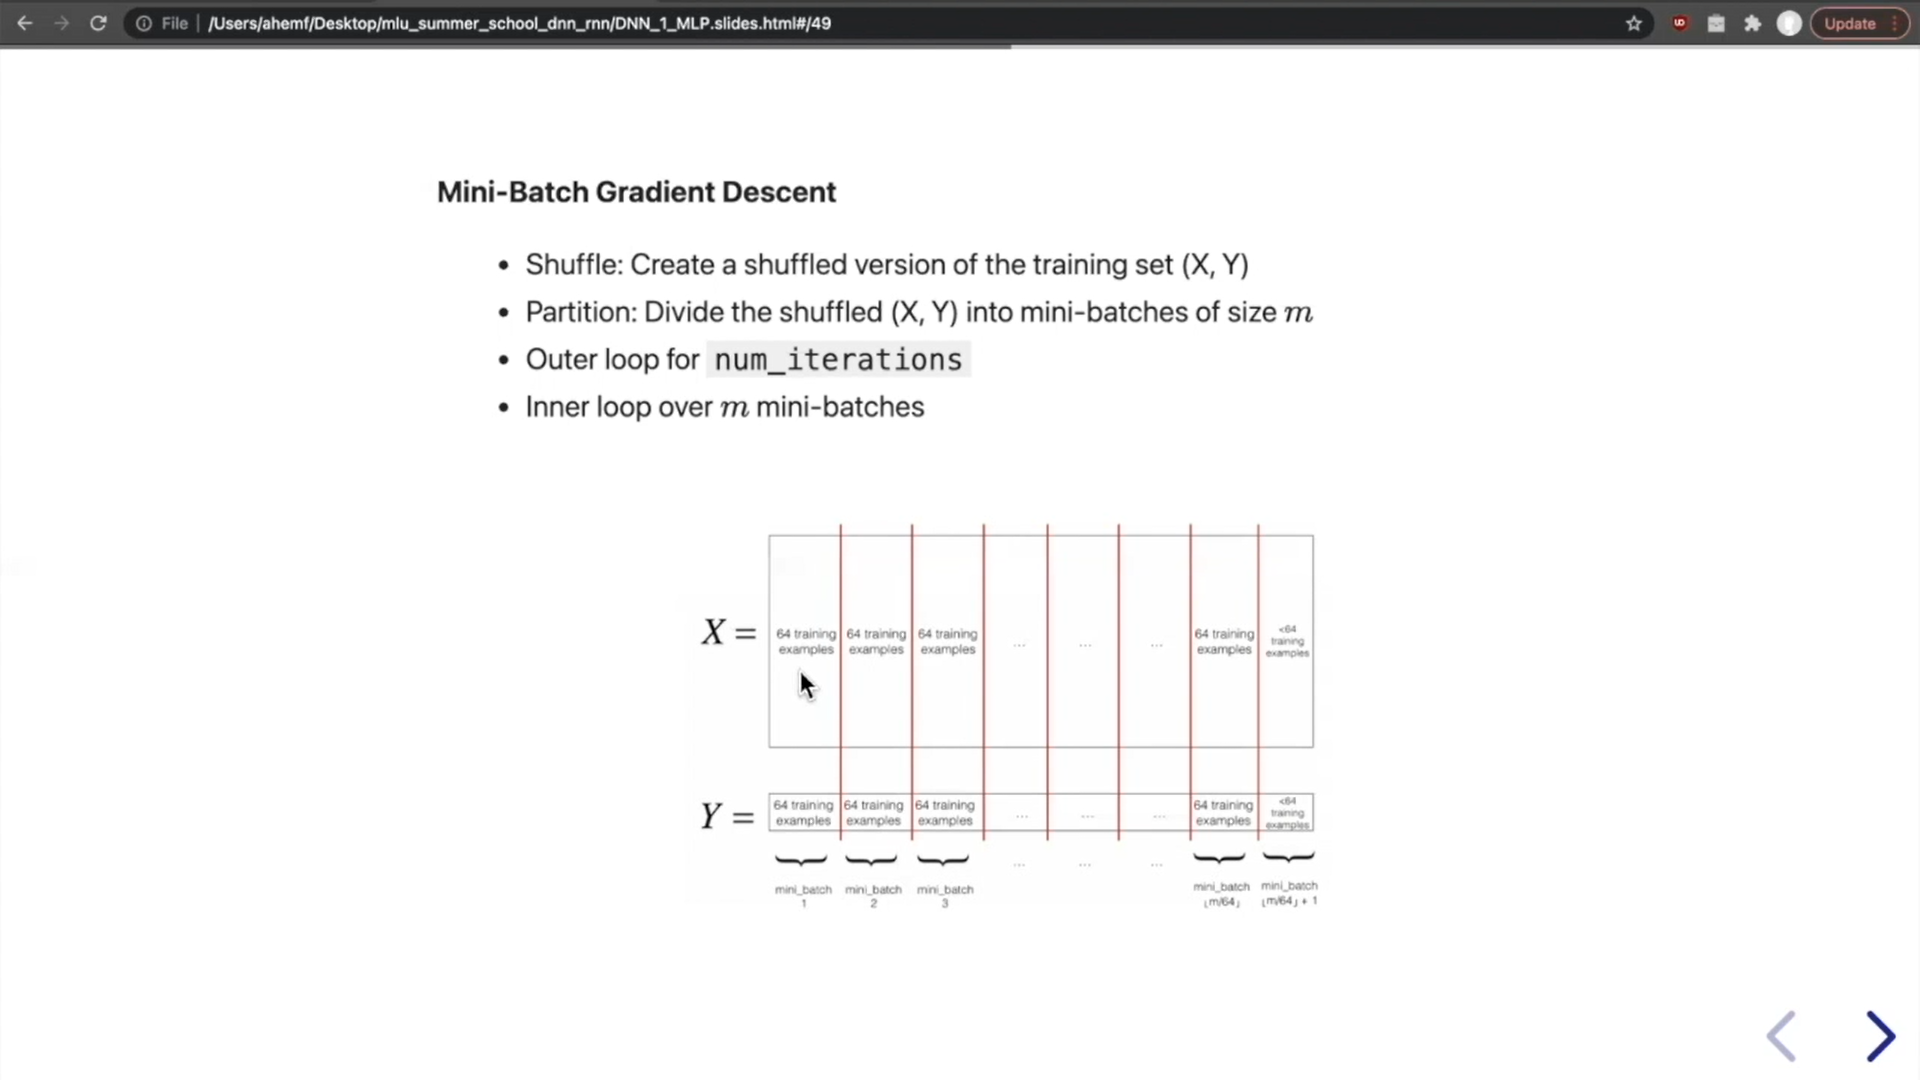 File
/Users/ahemf/Desktop/mlu_summer_school_dnn_rnn/DNN_1_MLP.slides.html#/49
Update
Mini-Batch Gradient Descent
• Shuffle: Create a shuffled version of the training set (X, Y)
• Partition: Divide the shuffled (X, Y) into mini-batches of size m
• Outer loop for num_iterations
• Inner loop over m mini-batches
X =
64 training examples
64 training examples
64 training examples
...
...
...
64 training examples
<64 training examples
Y =
64 training examples
64 training examples
64 training examples
...
...
...
64 training examples
<64 training examples
mini_batch 1
mini_batch 2
mini_batch 3
...
...
...
mini_batch ⌊m/64⌋
mini_batch ⌊m/64⌋ + 1